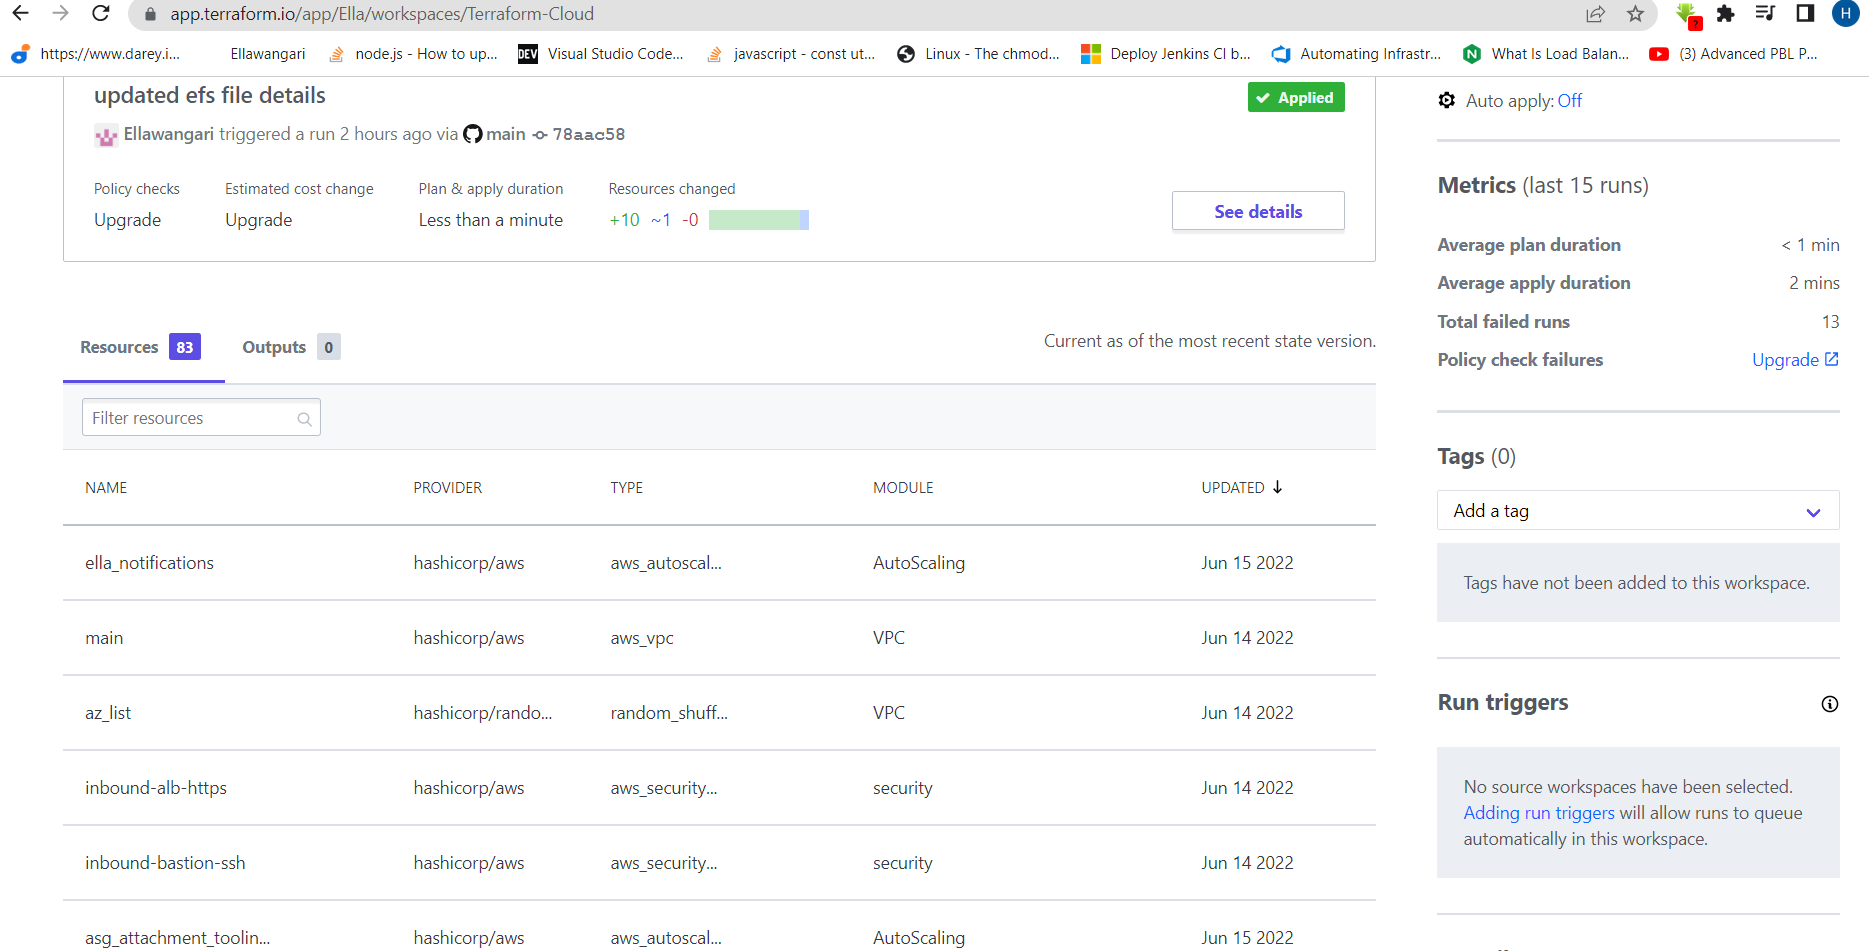 app.terraform.io/app/Ella/workspaces/Terraform-Cloud
H
https://www.darey.i... Ellawangari node.js - How to up... DEV Visual Studio Code... javascript - const ut... Linux - The chmod... Deploy Jenkins CI b... Automating Infrastr... N What Is Load Balan... (3) Advanced PBL P...
updated efs file details
Applied
Ellawangari triggered a run 2 hours ago via main 78aac58
Policy checks Estimated cost change Plan & apply duration Resources changed
Upgrade Upgrade Less than a minute +10 ~1 -0
See details
Resources 83 Outputs 0
Current as of the most recent state version.
Filter resources
NAME PROVIDER TYPE MODULE UPDATED
ella_notifications hashicorp/aws aws_autoscal... AutoScaling Jun 15 2022
main hashicorp/aws aws_vpc VPC Jun 14 2022
az_list hashicorp/rando... random_shuff... VPC Jun 14 2022
inbound-alb-https hashicorp/aws aws_security... security Jun 14 2022
inbound-bastion-ssh hashicorp/aws aws_security... security Jun 14 2022
asg_attachment_toolin... hashicorp/aws aws_autoscal... AutoScaling Jun 15 2022
Auto apply: Off
Metrics (last 15 runs)
Average plan duration < 1 min
Average apply duration 2 mins
Total failed runs 13
Policy check failures Upgrade
Tags (0)
Add a tag
Tags have not been added to this workspace.
Run triggers
No source workspaces have been selected.
Adding run triggers will allow runs to queue
automatically in this workspace.